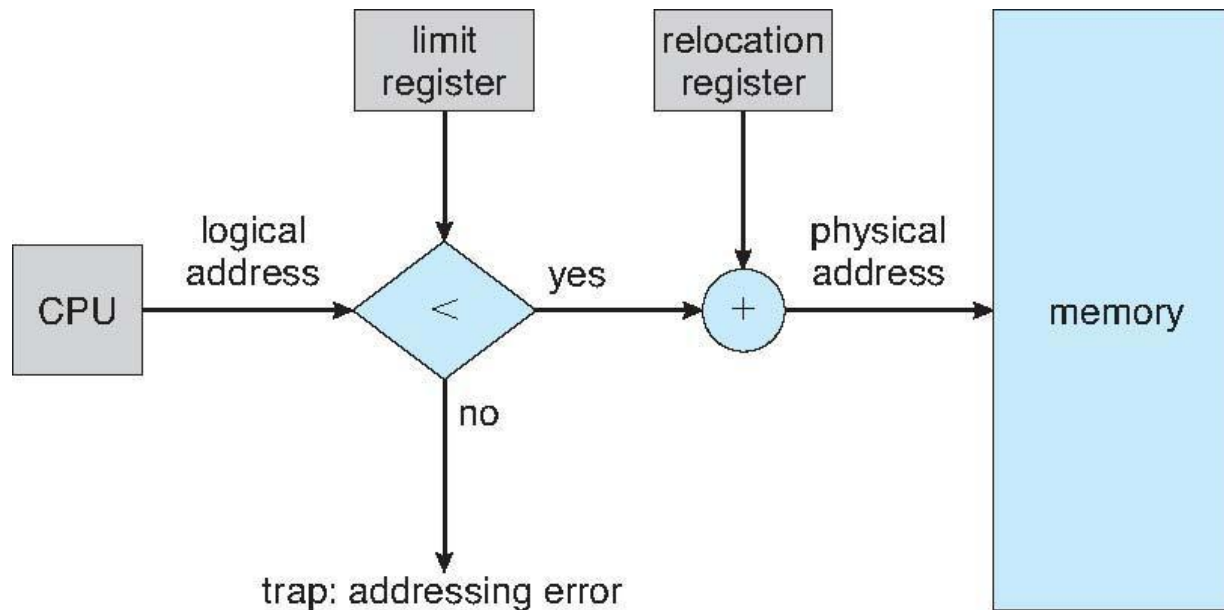 limit
register
relocation
register
logical
address
physical
address
CPU
<
yes
+
memory
no
trap: addressing error